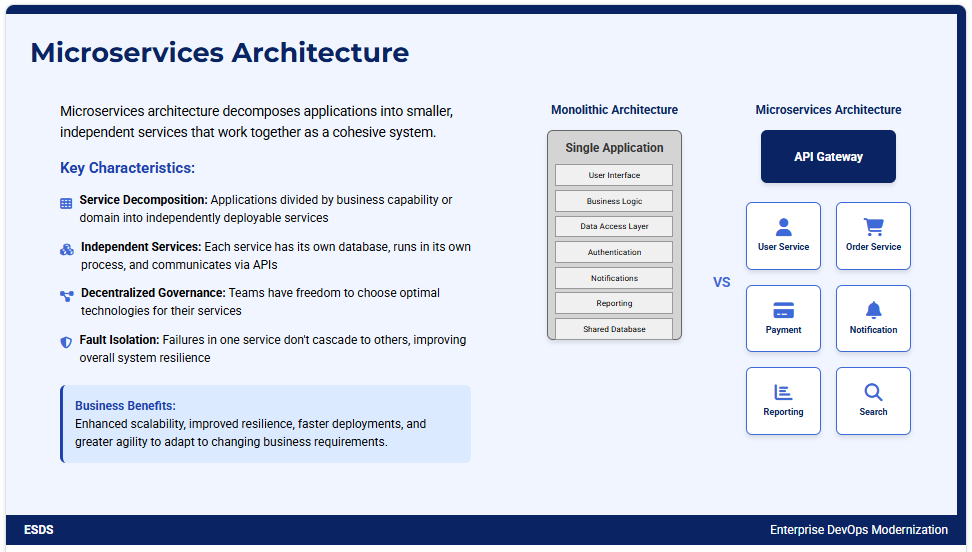 Microservices Architecture
Microservices architecture decomposes applications into smaller,
independent services that work together as a cohesive system.
Key Characteristics:
Service Decomposition: Applications divided by business capability or
domain into independently deployable services
Independent Services: Each service has its own database, runs in its own
process, and communicates via APIs
Decentralized Governance: Teams have freedom to choose optimal
technologies for their services
Fault Isolation: Failures in one service don't cascade to others, improving
overall system resilience
Business Benefits:
Enhanced scalability, improved resilience, faster deployments, and
greater agility to adapt to changing business requirements.
Monolithic Architecture
Single Application
User Interface
Business Logic
Data Access Layer
Authentication
Notifications
Reporting
Shared Database
VS
Microservices Architecture
API Gateway
User Service
Order Service
Payment
Notification
Reporting
Search
ESDS
Enterprise DevOps Modernization